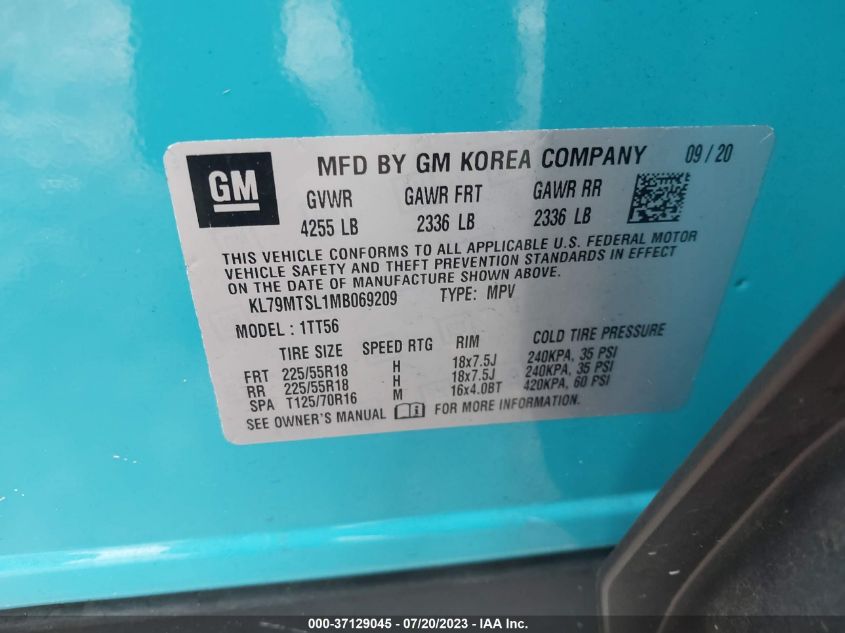 GM
MFD BY GM KOREA COMPANY 09/20
GVWR GAWR FRT GAWR RR
4255 LB 2336 LB 2336 LB
THIS VEHICLE CONFORMS TO ALL APPLICABLE U.S. FEDERAL MOTOR
VEHICLE SAFETY AND THEFT PREVENTION STANDARDS IN EFFECT
ON THE DATE OF MANUFACTURE SHOWN ABOVE.
KL79MTSL1MB069209 TYPE: MPV
MODEL: 1TT56
TIRE SIZE SPEED RTG RIM COLD TIRE PRESSURE
FRT 225/55R18 H 18x7.5J 240KPA, 35 PSI
RR 225/55R18 H 18x7.5J 240KPA, 35 PSI
SPA T125/70R16 M 16x4.0BT 420KPA, 60 PSI
SEE OWNER'S MANUAL FOR MORE INFORMATION.
000-37129045 - 07/20/2023 - IAA Inc.